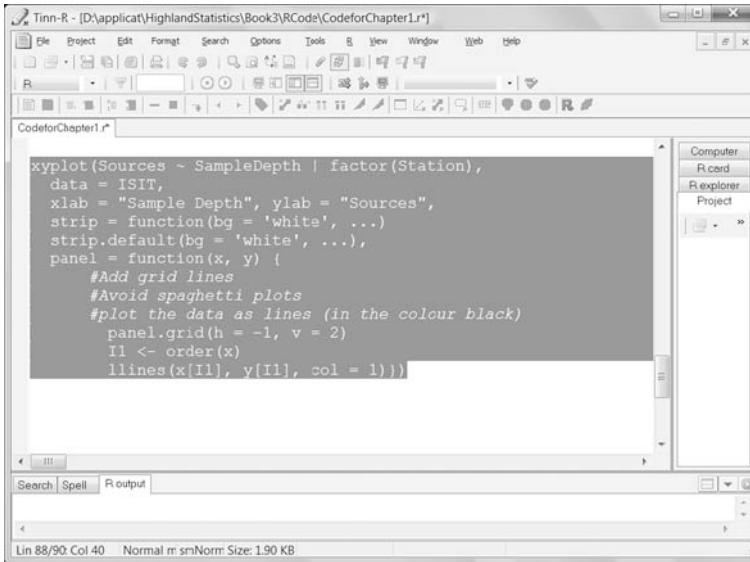 Tinn-R - [D:\applicat\HighlandStatistics\Book3\RCode\CodeforChapter1.r*]
File Project Edit Format Search Options Tools R View Window Web Help
R
CodeforChapter1.r*
xyplot(Sources ~ SampleDepth | factor(Station),
data = ISIT,
xlab = "Sample Depth", ylab = "Sources",
strip = function(bg = 'white', ...)
strip.default(bg = 'white', ...),
panel = function(x, y) {
#Add grid lines
#Avoid spaghetti plots
#plot the data as lines (in the colour black)
panel.grid(h = -1, v = 2)
I1 <- order(x)
llines(x[I1], y[I1], col = 1)})
Computer
R card
R explorer
Project
Search Spell R output
Lin 88/90: Col 40 Normal m smNorm Size: 1.90 KB